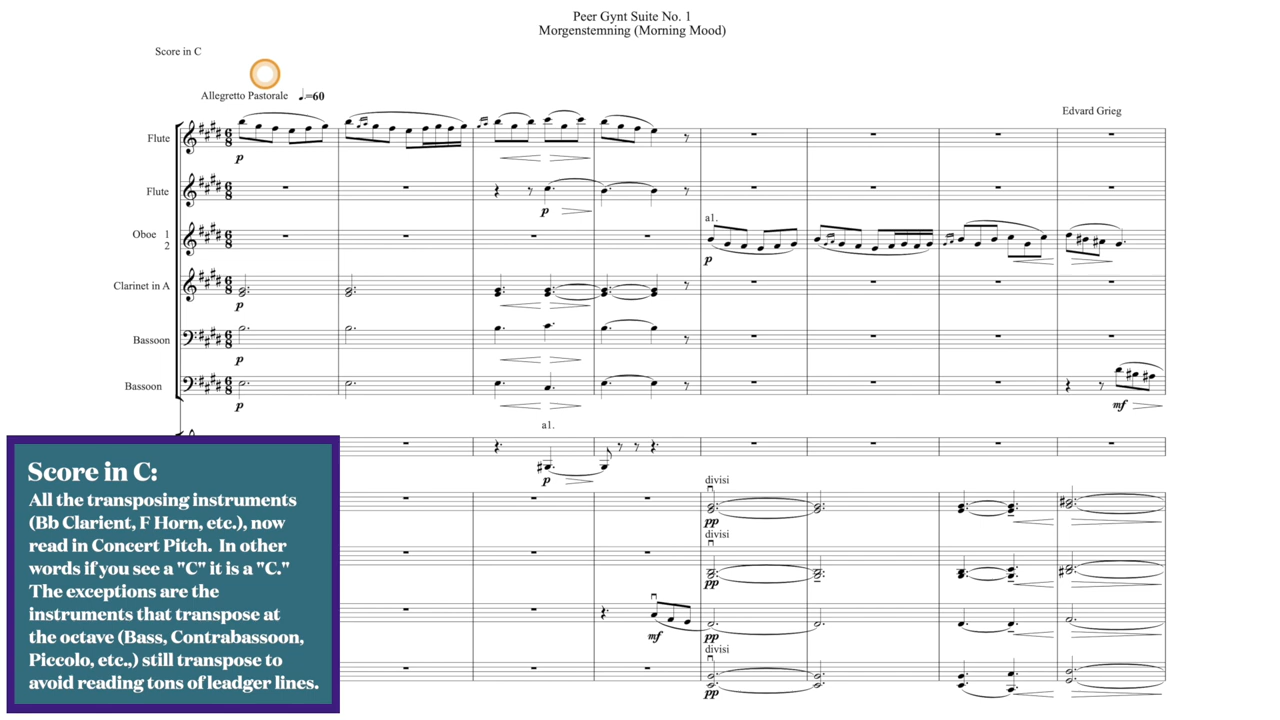 Peer Gynt Suite No. 1
Morgenstemning (Morning Mood)
Score in C
Allegretto Pastorale ♩.=60
Edvard Grieg
Flute
p
Flute
p
a1.
Oboe 1
2
p
Clarinet in A
p
Bassoon
p
Bassoon
p
mf
a1.
p
divisi
pp
divisi
pp
mf
pp
divisi
pp
Score in C:
All the transposing instruments
(Bb Clarient, F Horn, etc.), now
read in Concert Pitch. In other
words if you see a "C" it is a "C."
The exceptions are the
instruments that transpose at
the octave (Bass, Contrabassoon,
Piccolo, etc.,) still transpose to
avoid reading tons of leadger lines.